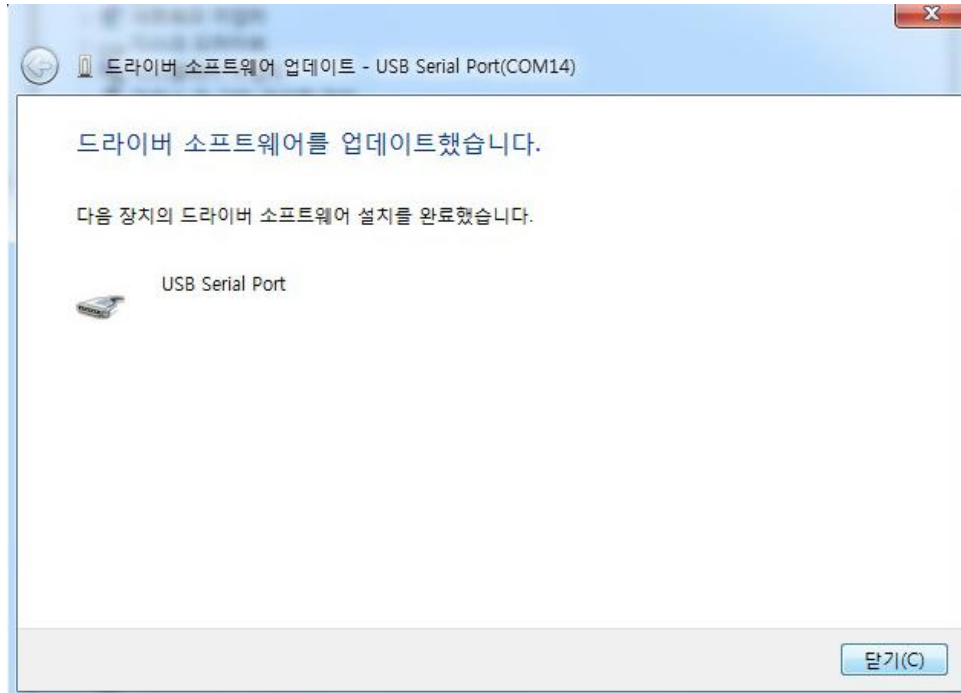 드라이버 소프트웨어 업데이트 - USB Serial Port(COM14)
드라이버 소프트웨어를 업데이트했습니다.
다음 장치의 드라이버 소프트웨어 설치를 완료했습니다.
USB Serial Port
닫기(C)